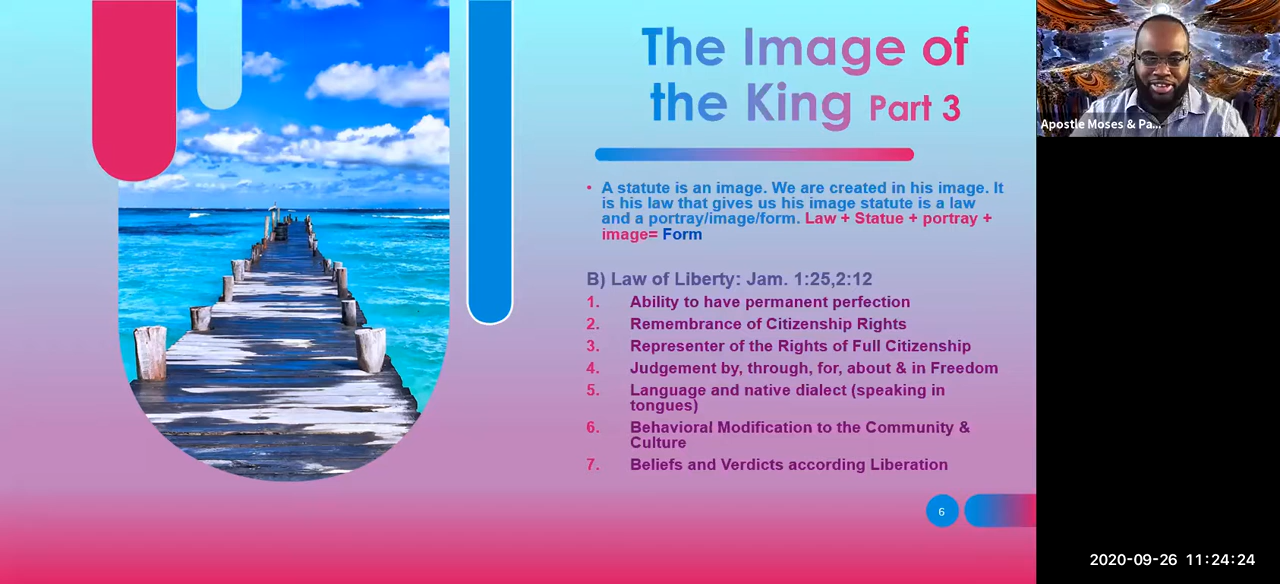 The Image of
the King Part 3
• A statute is an image. We are created in his image. It
is his law that gives us his image statute is a law
and a portray/image/form. Law + Statue + portray +
image= Form
B) Law of Liberty: Jam. 1:25,2:12
1. Ability to have permanent perfection
2. Remembrance of Citizenship Rights
3. Representer of the Rights of Full Citizenship
4. Judgement by, through, for, about & in Freedom
5. Language and native dialect (speaking in
tongues)
6. Behavioral Modification to the Community &
Culture
7. Beliefs and Verdicts according Liberation
6
Apostle Moses & Pa...
2020-09-26 11:24:24